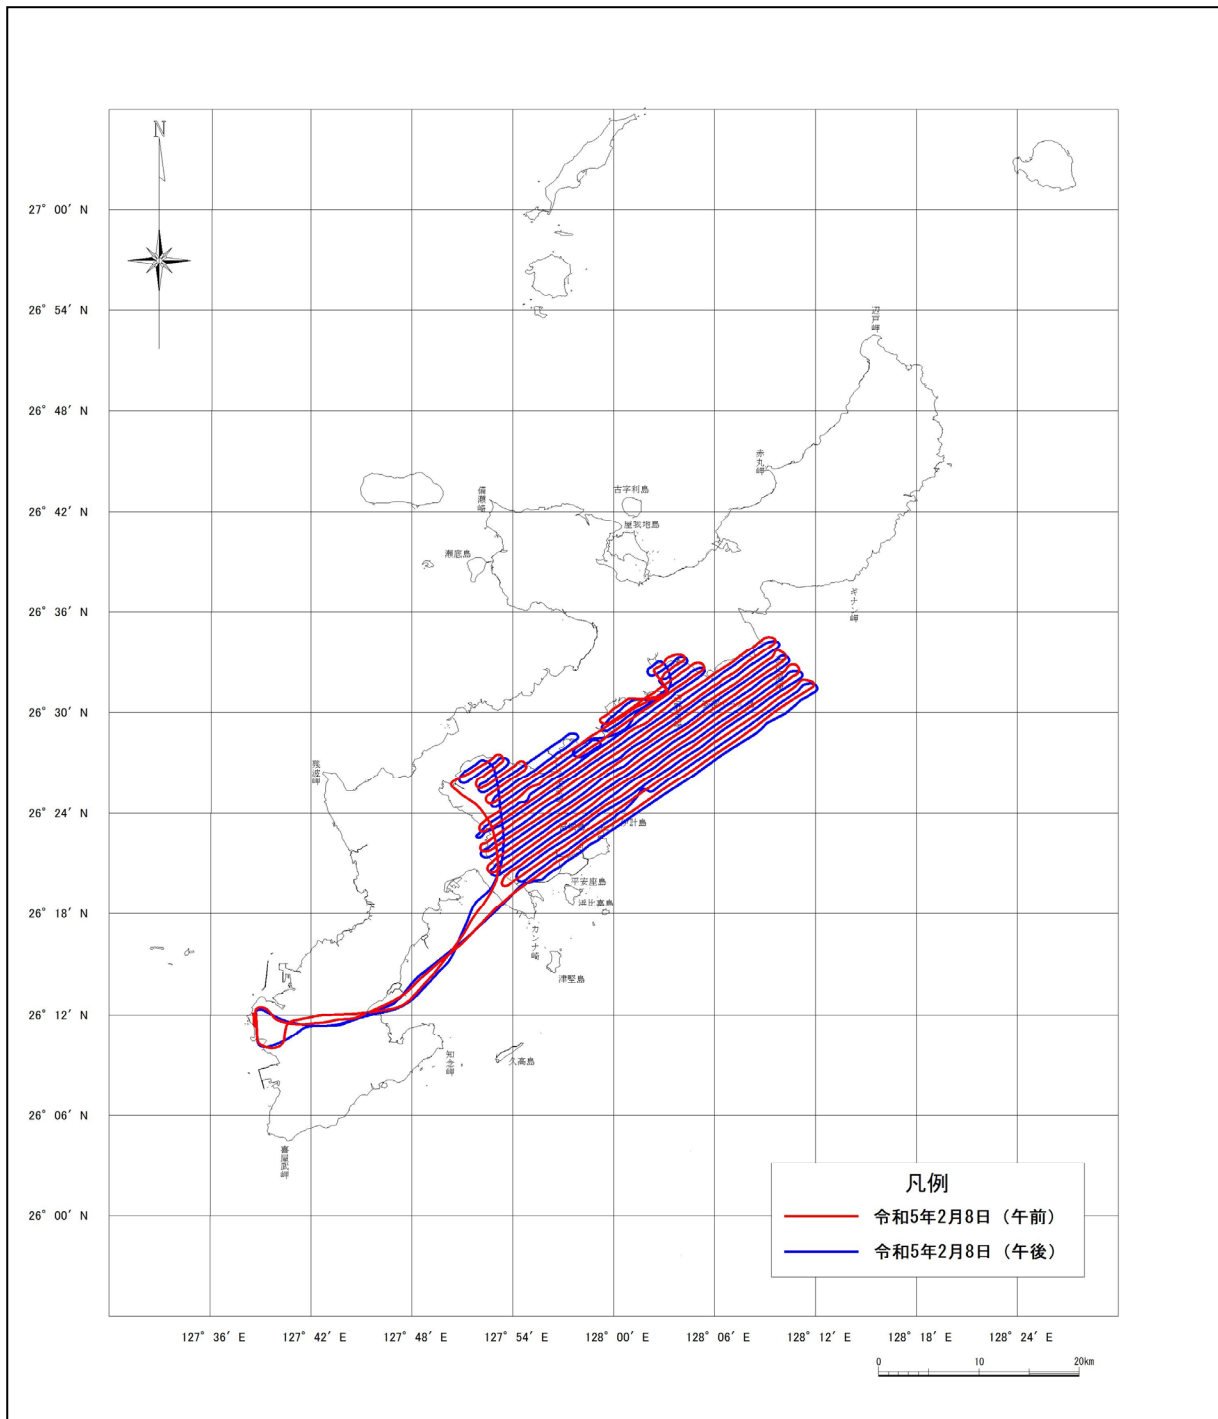 N
27° 00′ N
26° 54′ N
辺戸岬
26° 48′ N
赤丸岬
備瀬崎
古宇利島
26° 42′ N
屋我地島
瀬底島
26° 36′ N
ギナン岬
26° 30′ N
残波岬
26° 24′ N
計島
平安座島
浜比嘉島
26° 18′ N
カンナ崎
津堅島
26° 12′ N
知念岬
久高島
26° 06′ N
喜屋武岬
凡例
26° 00′ N
令和5年2月8日（午前）
令和5年2月8日（午後）
127° 36′ E
127° 42′ E
127° 48′ E
127° 54′ E
128° 00′ E
128° 06′ E
128° 12′ E
128° 18′ E
128° 24′ E
0
10
20km